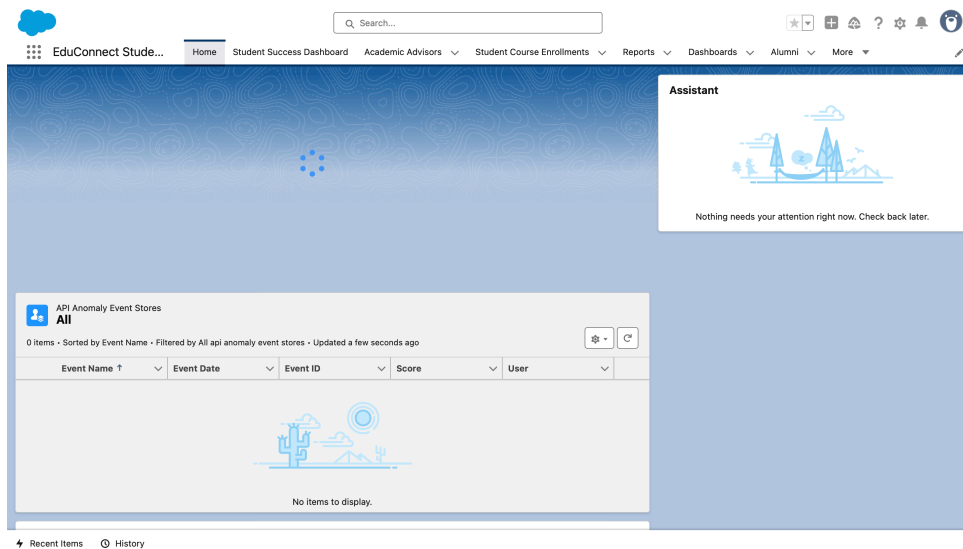 Search...
EduConnect Stude...
Home
Student Success Dashboard
Academic Advisors
Student Course Enrollments
Reports
Dashboards
Alumni
More
Assistant
Nothing needs your attention right now. Check back later.
API Anomaly Event Stores
All
0 items • Sorted by Event Name • Filtered by All api anomaly event stores • Updated a few seconds ago
Event Name ↑
Event Date
Event ID
Score
User
No items to display.
Recent Items
History